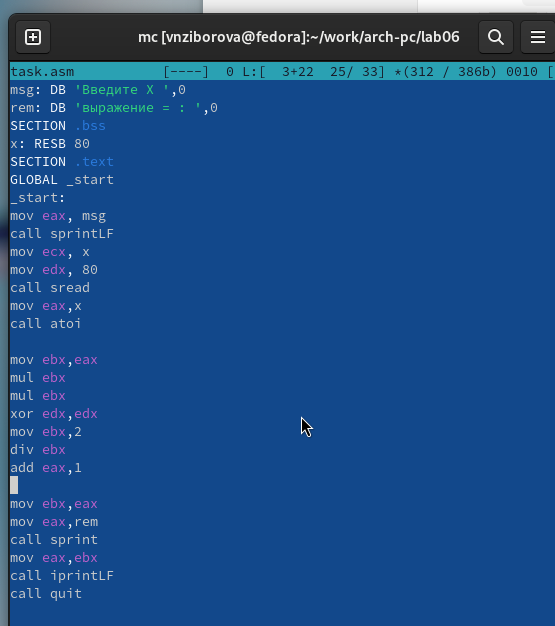 mc [vnziborova@fedora]:~/work/arch-pc/lab06
task.asm [----] 0 L:[ 3+22 25/ 33] *(312 / 386b) 0010 [
msg: DB 'Введите X ',0
rem: DB 'выражение = : ',0
SECTION .bss
x: RESB 80
SECTION .text
GLOBAL _start
_start:
mov eax, msg
call sprintLF
mov ecx, x
mov edx, 80
call sread
mov eax,x
call atoi
mov ebx,eax
mul ebx
mul ebx
xor edx,edx
mov ebx,2
div ebx
add eax,1
mov ebx,eax
mov eax,rem
call sprint
mov eax,ebx
call iprintLF
call quit